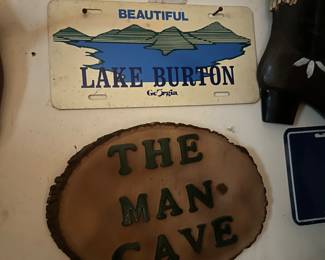 BEAUTIFUL
LAKE BURTON
Georgia
THE
MAN
CAVE